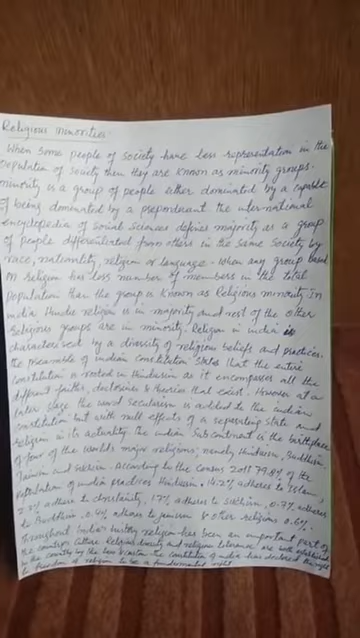 Religious minorities:
When some people of society have less representation in the
population of society then they are known as minority groups.
minority is a group of people either dominated by a capable
of being dominated by a preponderant the international
encyclopedia of social sciences defines majority as a group
of people differentiated from others in the same society by
race, nationality, religion or language. When any group based
on religion has less number of members in the total
population than the group is known as Religious minority in
india Hindu religion is in majority and rest of the other
Religious groups are in minority. Religion in india is
characterised by a diversity of religious beliefs and practices.
the preamble of indian constitution states that the entire
constitution is rooted in Hinduism as it encompasses all the
different faiths, doctrines & theories that exist. However at a
later stage the word secularism is added to the indian
constitution but with null effects of a separating state and
religion in its actuality the indian Subcontinent is the birthplace
of four of the world's major religions; namely Hinduism, Buddhism,
Jainism and Sikhism. According to the Census 2011 79.8% of the
Population of india practices Hinduism. 14.2% adheres to Islam,
2.3% adhere to christianity, 1.7% adheres to Sikhism, 0.7% adheres
to Buddhism, 0.4% adhere to jainism & other religions 0.6%.
Throughout India's history religion has been an important part of
the country's culture Religious diversity and religious tolerance are both established
in the country by the law & custom the constitution of india has declared the right
to freedom of religion to be a fundamental right